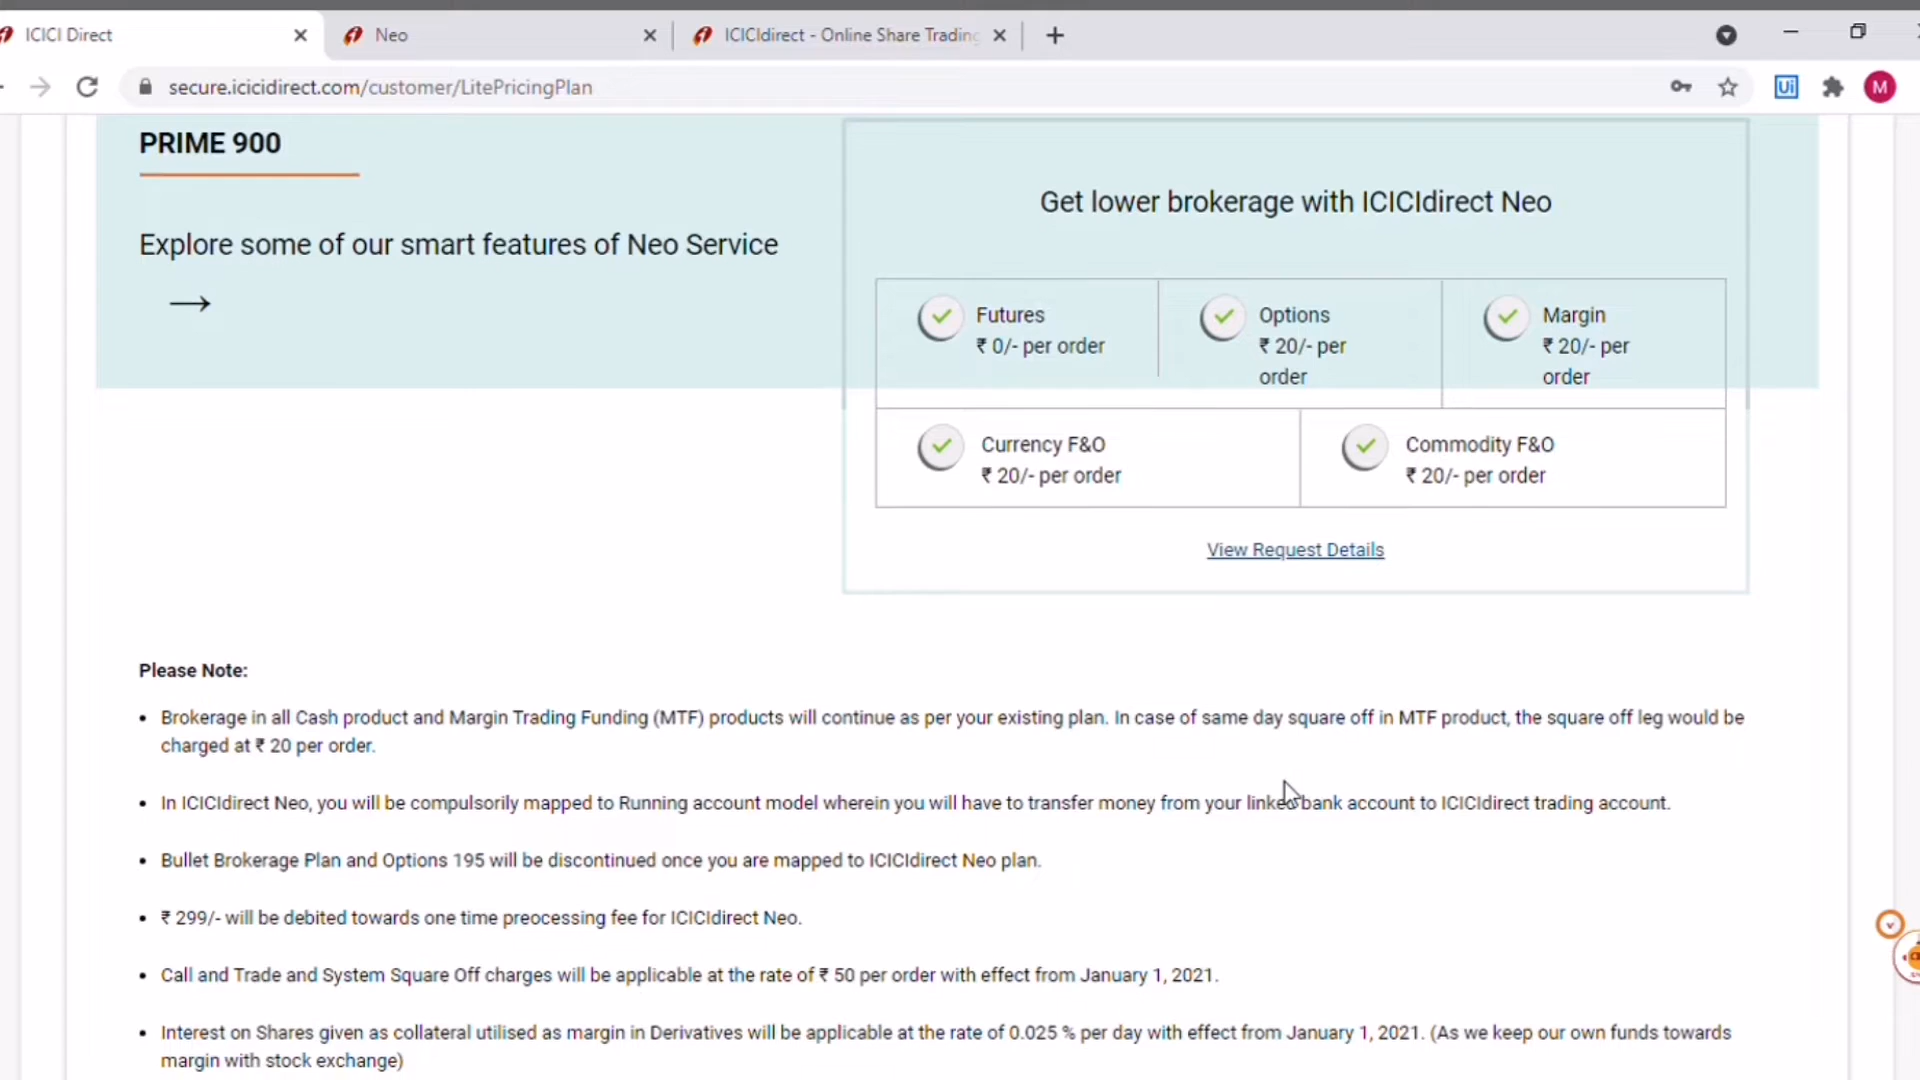 ICICI Direct
Neo
ICICIdirect - Online Share Trading
secure.icicidirect.com/customer/LitePricingPlan
Ui
M
PRIME 900
Explore some of our smart features of Neo Service
→
Get lower brokerage with ICICIdirect Neo
Futures
₹ 0/- per order
Options
₹ 20/- per
order
Margin
₹ 20/- per
order
Currency F&O
₹ 20/- per order
Commodity F&O
₹ 20/- per order
View Request Details
Please Note:
• Brokerage in all Cash product and Margin Trading Funding (MTF) products will continue as per your existing plan. In case of same day square off in MTF product, the square off leg would be
charged at ₹ 20 per order.
• In ICICIdirect Neo, you will be compulsorily mapped to Running account model wherein you will have to transfer money from your linked bank account to ICICIdirect trading account.
• Bullet Brokerage Plan and Options 195 will be discontinued once you are mapped to ICICIdirect Neo plan.
• ₹ 299/- will be debited towards one time preocessing fee for ICICIdirect Neo.
• Call and Trade and System Square Off charges will be applicable at the rate of ₹ 50 per order with effect from January 1, 2021.
• Interest on Shares given as collateral utilised as margin in Derivatives will be applicable at the rate of 0.025 % per day with effect from January 1, 2021. (As we keep our own funds towards
margin with stock exchange)